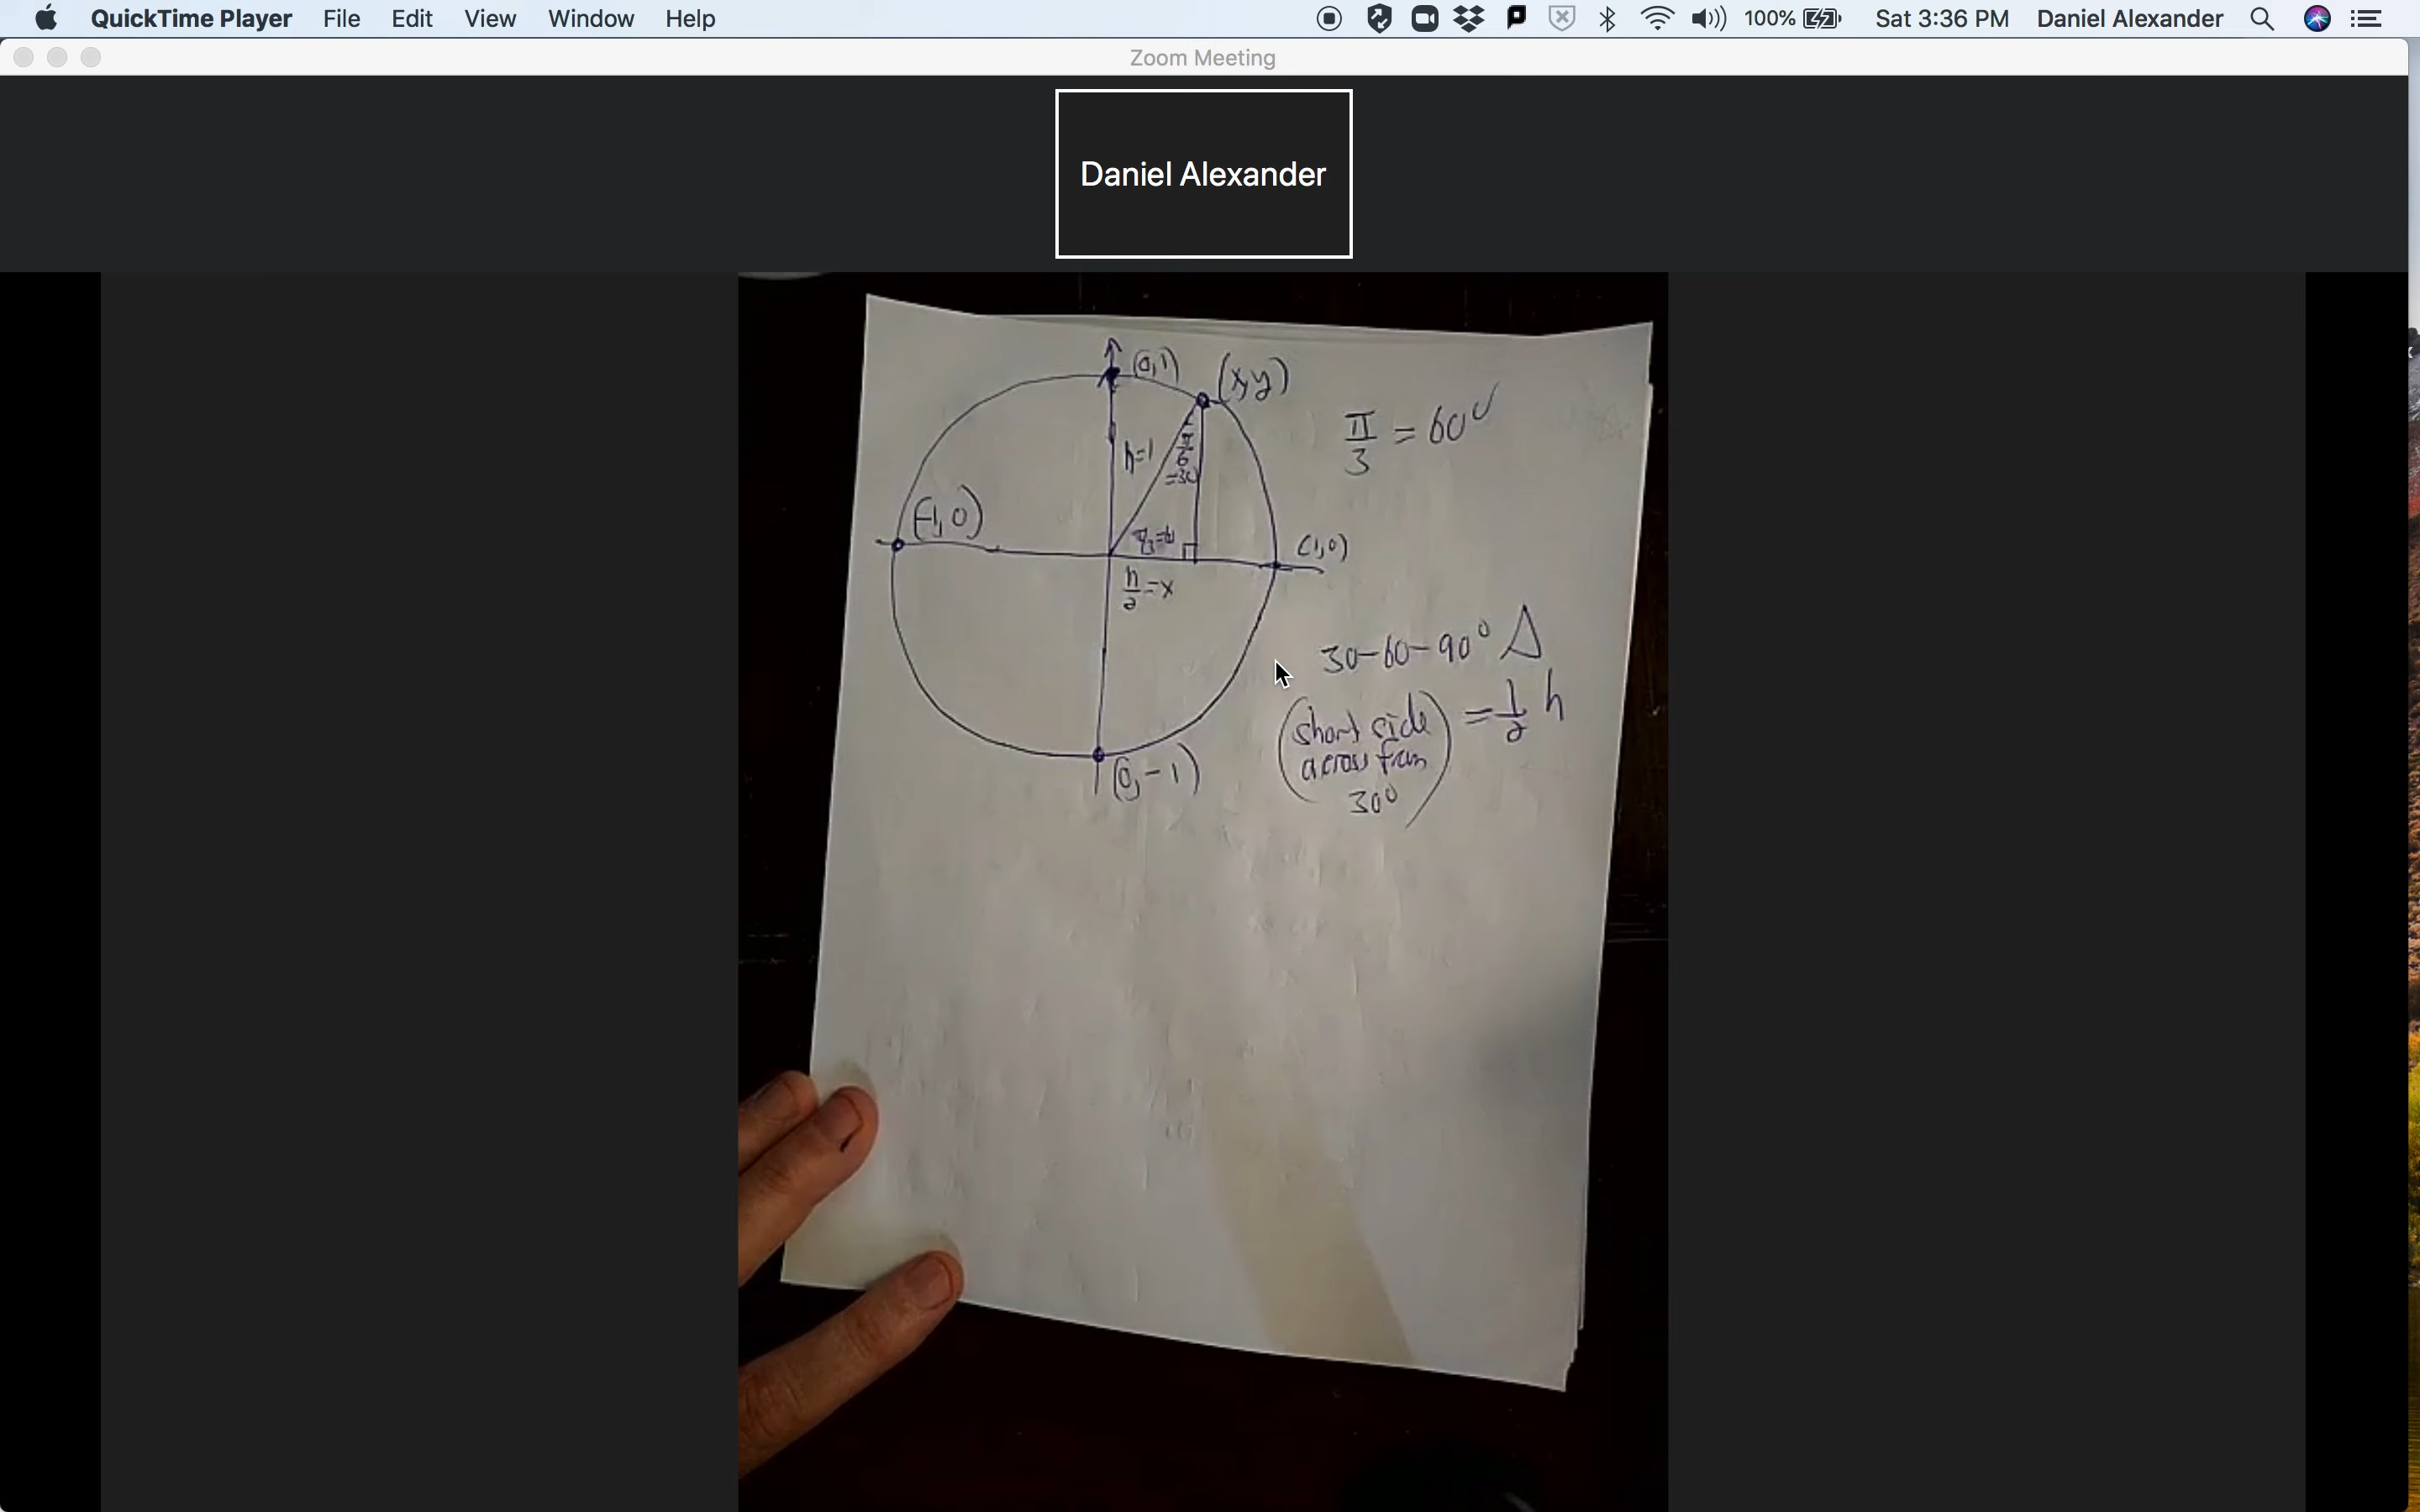 QuickTime Player File Edit View Window Help 100% Sat 3:36 PM Daniel Alexander
Zoom Meeting
Daniel Alexander
(0,1) (x,y)
π/3 = 60°
h=1 π/6
=30
(-1,0)
(1,0)
h/2 = x
30-60-90° Δ
(short side = 1/2 h
across from
30°)
(0,-1)